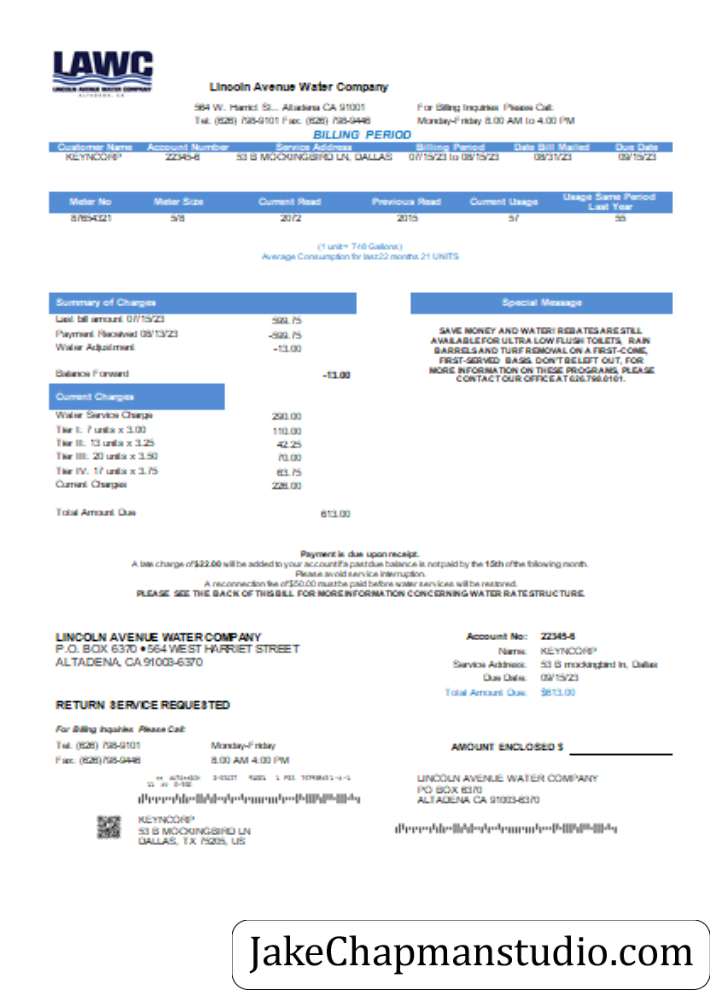 LAWC
LINCOLN AVENUE WATER COMPANY
ALTADENA, CA
Lincoln Avenue Water Company
564 W. Harriet St... Altadena CA 91001
Tel. (626) 798-9101 Fax: (626) 798-9446
For Billing Inquiries Please Call:
Monday-Friday 8.00 AM to 4.00 PM
BILLING PERIOD
Customer Name Account Number Service Address Billing Period Date Bill Mailed Due Date
KEYNCORP 22345-6 53 B MOCKINGBIRD LN, DALLAS 07/15/23 to 08/15/23 08/31/23 09/15/23
Meter No Meter Size Current Read Previous Read Current Usage Usage Same Period Last Year
87654321 5/8 2072 2015 57 55
(1 unit= 748 Gallons)
Average Consumption for last 22 months 21 UNITS
Summary of Charges
Last bill amount 07/15/23 599.75
Payment Received 08/13/23 -599.75
Water Adjustment -13.00
Balance Forward -13.00
Special Message
SAVE MONEY AND WATER! REBATES ARE STILL
AVAILABLE FOR ULTRA LOW FLUSH TOILETS, RAIN
BARRELS AND TURF REMOVAL ON A FIRST-COME,
FIRST-SERVED BASIS. DON'T BE LEFT OUT, FOR
MORE INFORMATION ON THESE PROGRAMS, PLEASE
CONTACT OUR OFFICE AT 626.798.9101.
Current Charges
Water Service Charge 290.00
Tier I: 7 units x 3.00 110.00
Tier II: 13 units x 3.25 42.25
Tier III: 20 units x 3.50 70.00
Tier IV: 17 units x 3.75 63.75
Current Charges 226.00
Total Amount Due 613.00
Payment is due upon receipt.
A late charge of $22.00 will be added to your account if a past due balance is not paid by the 15th of the following month.
Please avoid service interruption.
A reconnection fee of $50.00 must be paid before water services will be restored.
PLEASE SEE THE BACK OF THIS BILL FOR MORE INFORMATION CONCERNING WATER RATE STRUCTURE.
LINCOLN AVENUE WATER COMPANY
P.O. BOX 6370 • 564 WEST HARRIET STREET
ALTADENA, CA 91003-6370
Account No: 22345-6
Name: KEYNCORP
Service Address: 53 B mockingbird ln, Dallas
Due Date: 09/15/23
Total Amount Due: $613.00
RETURN SERVICE REQUESTED
For Billing Inquiries Please Call:
Tel. (626) 798-9101 Monday-Friday
Fax: (626)798-9446 8.00 AM 4.00 PM
AMOUNT ENCLOSED $
LINCOLN AVENUE WATER COMPANY
PO BOX 6370
ALTADENA CA 91003-6370
KEYNCORP
53 B MOCKINGBIRD LN
DALLAS, TX 75205, US
JakeChapmanstudio.com